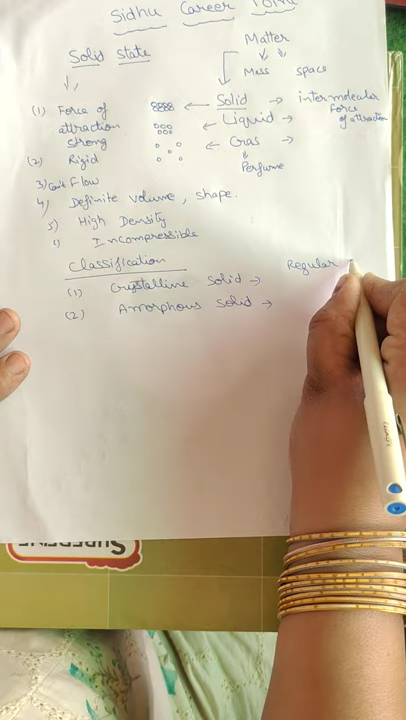 Sidhu Career Point
Solid state
Matter
Mass space
(1) Force of attraction strong
Solid → intermolecular Force of attraction
Liquid →
Gas →
Perfume
(2) Rigid
3) Can't Flow
4) Definite volume, shape.
5) High Density
6) Incompressible
Classification
(1) Crystalline Solid → Regular
(2) Amorphous Solid →